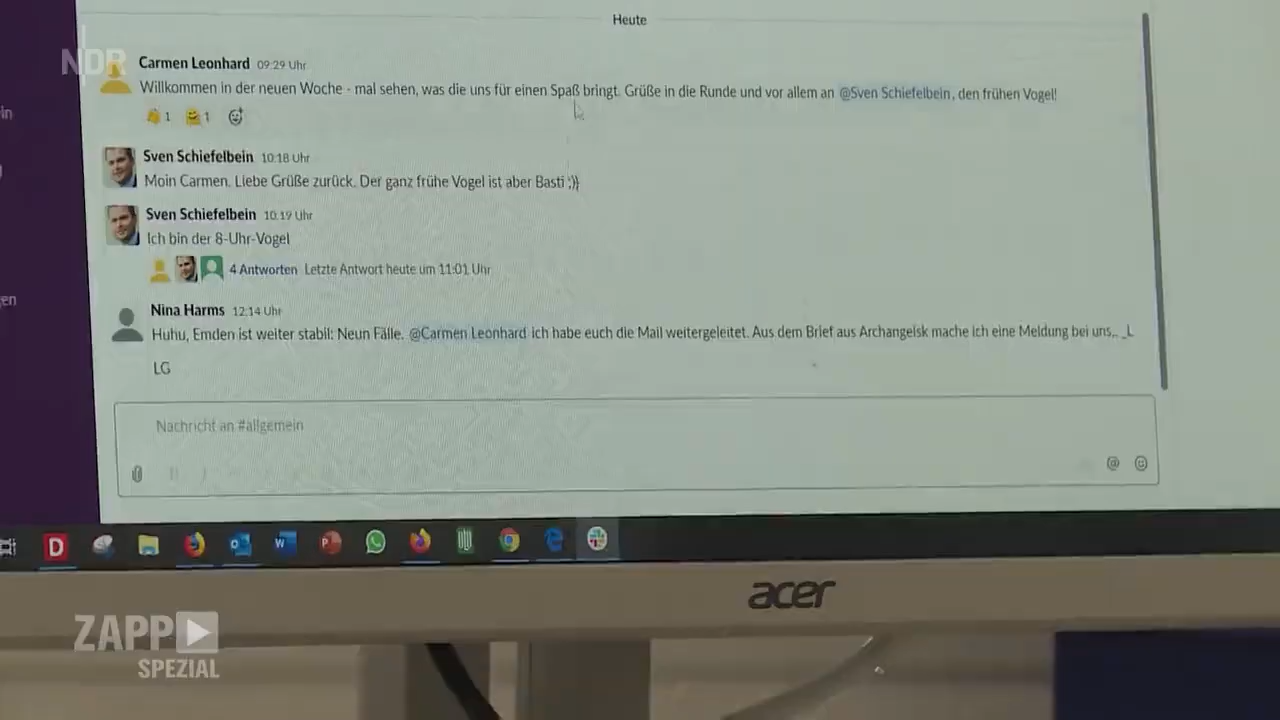 Heute
NDR
Carmen Leonhard 09:29 Uhr
Willkommen in der neuen Woche - mal sehen, was die uns für einen Spaß bringt. Grüße in die Runde und vor allem an @Sven Schiefelbein, den frühen Vogel!
1 1
Sven Schiefelbein 10:18 Uhr
Moin Carmen. Liebe Grüße zurück. Der ganz frühe Vogel ist aber Basti ;))
Sven Schiefelbein 10:19 Uhr
Ich bin der 8-Uhr-Vogel
4 Antworten Letzte Antwort heute um 11:01 Uhr
Nina Harms 12:14 Uhr
Huhu, Emden ist weiter stabil: Neun Fälle. @Carmen Leonhard ich habe euch die Mail weitergeleitet. Aus dem Brief aus Archangelsk mache ich eine Meldung bei uns.. _L
LG
Nachricht an #allgemein
in
en
D
acer
ZAPP
SPEZIAL